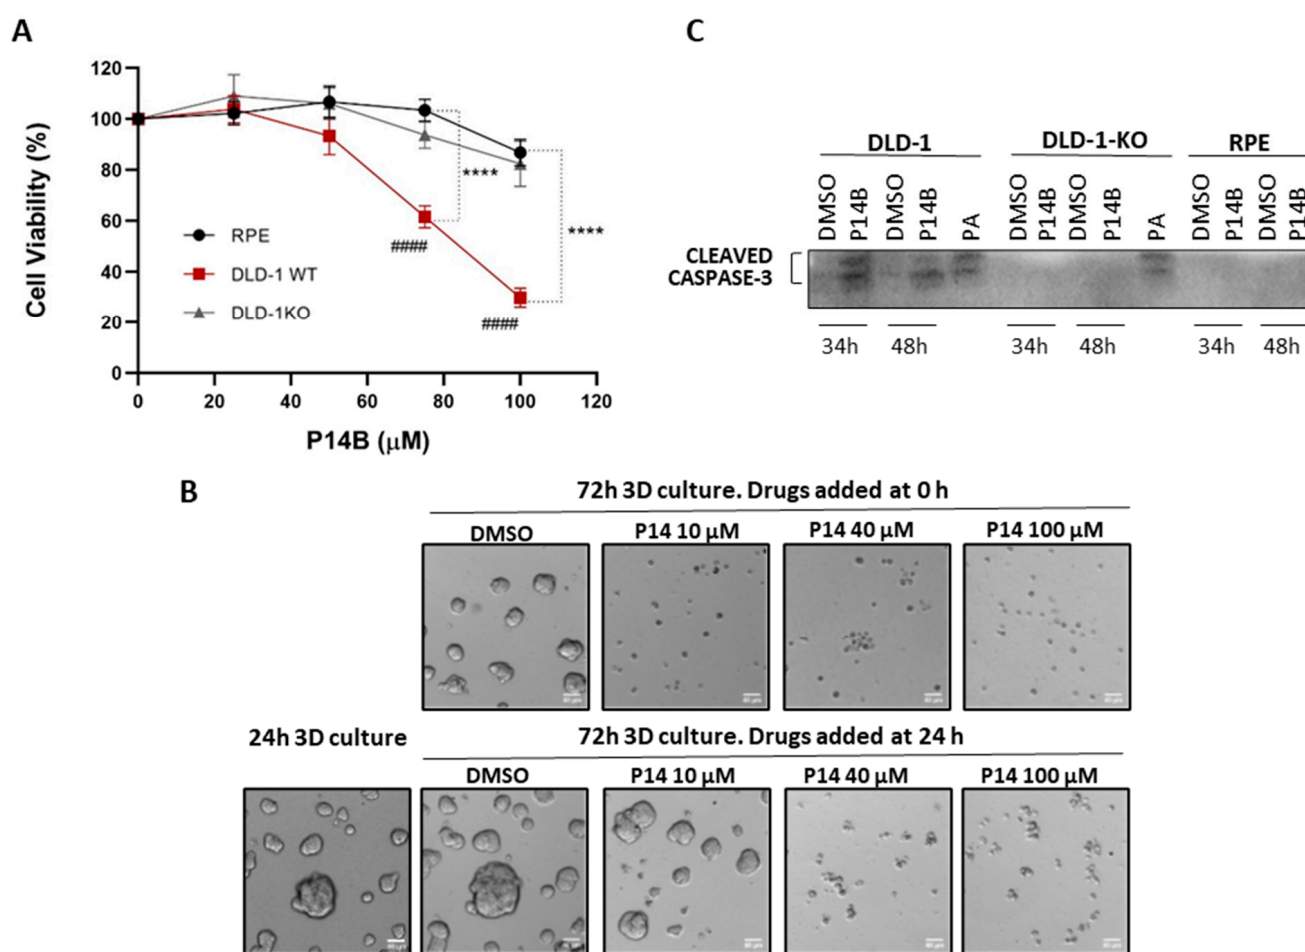 A
120
100
80
60
40
20
0
Cell Viability (%)
RPE
DLD-1 WT
DLD-1KO
****
****
####
####
0 20 40 60 80 100 120
P14B (μM)
C
DLD-1 DLD-1-KO RPE
DMSO P14B DMSO P14B PA DMSO P14B DMSO P14B PA DMSO P14B DMSO P14B
CLEAVED
CASPASE-3
34h 48h 34h 48h 34h 48h
B
72h 3D culture. Drugs added at 0 h
DMSO P14 10 μM P14 40 μM P14 100 μM
24h 3D culture 72h 3D culture. Drugs added at 24 h
DMSO P14 10 μM P14 40 μM P14 100 μM